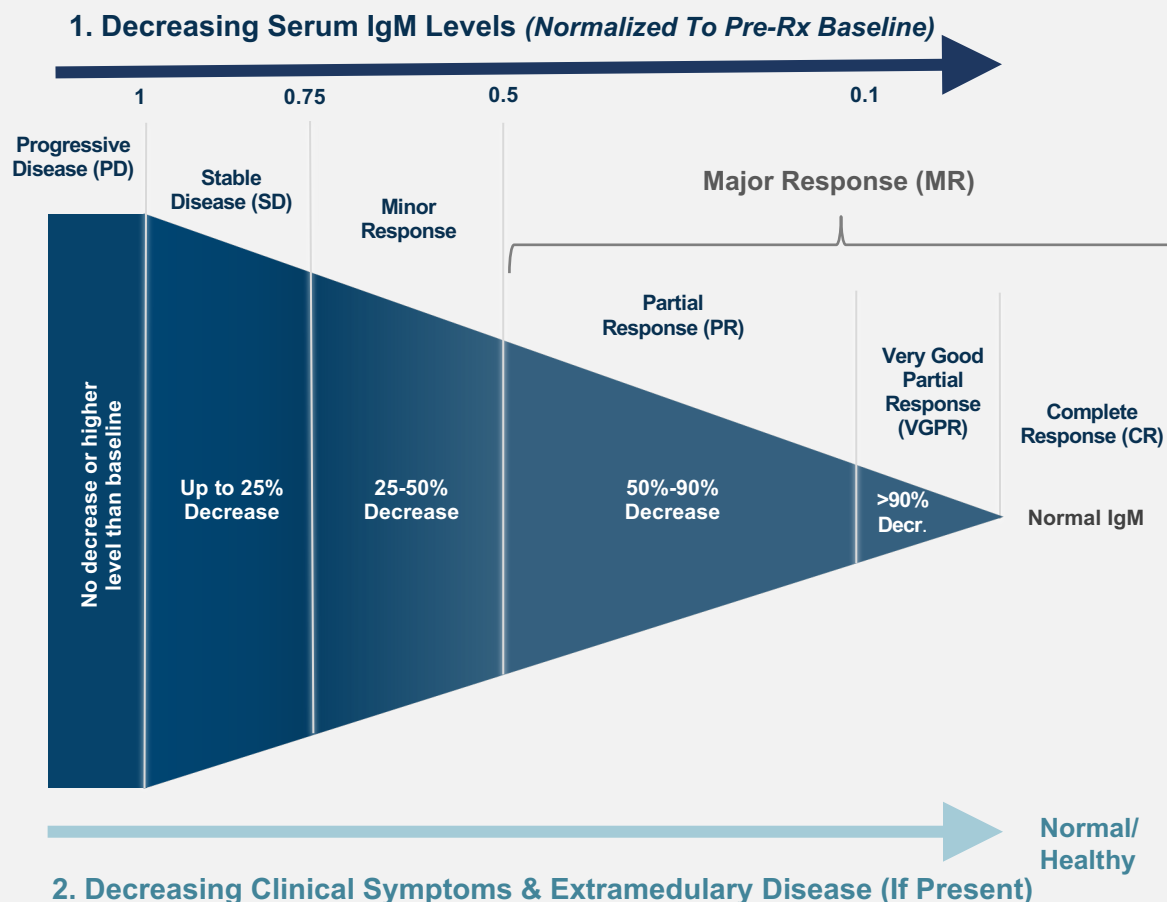 1. Decreasing Serum IgM Levels (Normalized To Pre-Rx Baseline)
1
0.75
0.5
0.1
Progressive
Disease (PD)
Stable
Disease (SD)
Minor
Response
Major Response (MR)
Partial
Response (PR)
Very Good
Partial
Response
(VGPR)
Complete
Response (CR)
No decrease or higher
level than baseline
Up to 25%
Decrease
25-50%
Decrease
50%-90%
Decrease
>90%
Decr.
Normal IgM
Normal/
Healthy
2. Decreasing Clinical Symptoms & Extramedulary Disease (If Present)